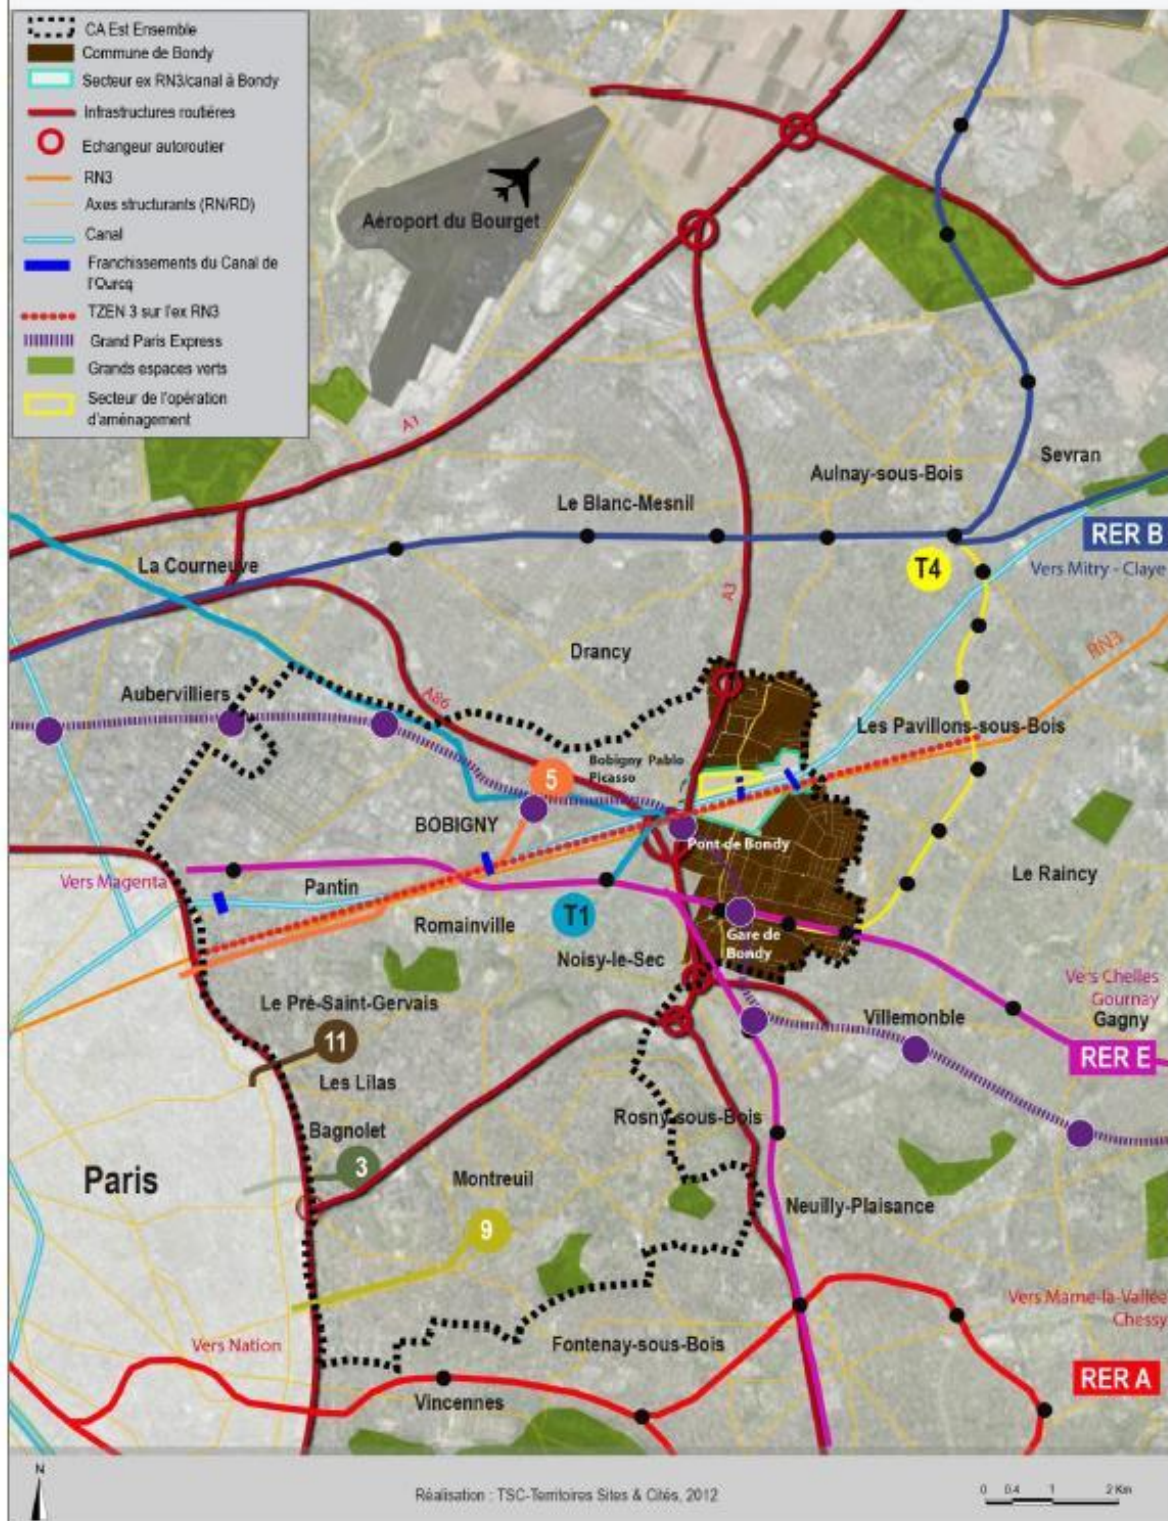 CA Est Ensemble
Commune de Bondy
Secteur ex RN3/canal à Bondy
Infrastructures routières
Echangeur autoroutier
RN3
Axes structurants (RN/RD)
Canal
Franchissements du Canal de
l'Ourcq
TZEN 3 sur l'ex RN3
Grand Paris Express
Grands espaces verts
Secteur de l'opération
d'aménagement
Aéroport du Bourget
A1
Sevran
Aulnay-sous-Bois
Le Blanc-Mesnil
RER B
La Courneuve
T4
Vers Mitry - Claye
A3
Drancy
RN3
Aubervilliers
A86
Les Pavillons-sous-Bois
Bobigny Pablo
Picasso
5
BOBIGNY
Pont de Bondy
Vers Magenta
Pantin
Le Raincy
Romainville
T1
Gare de
Bondy
Noisy-le-Sec
Vers Chelles
Gournay
Le Pré-Saint-Gervais
Villemonble
Gagny
11
RER E
Les Lilas
Rosny-sous-Bois
Bagnolet
3
Paris
Montreuil
Neuilly-Plaisance
9
Vers Marne-la-Vallée
Chessy
Vers Nation
Fontenay-sous-Bois
RER A
Vincennes
N
Réalisation : TSC-Territoires Sites & Cités, 2012
0 0.4 1 2 Km